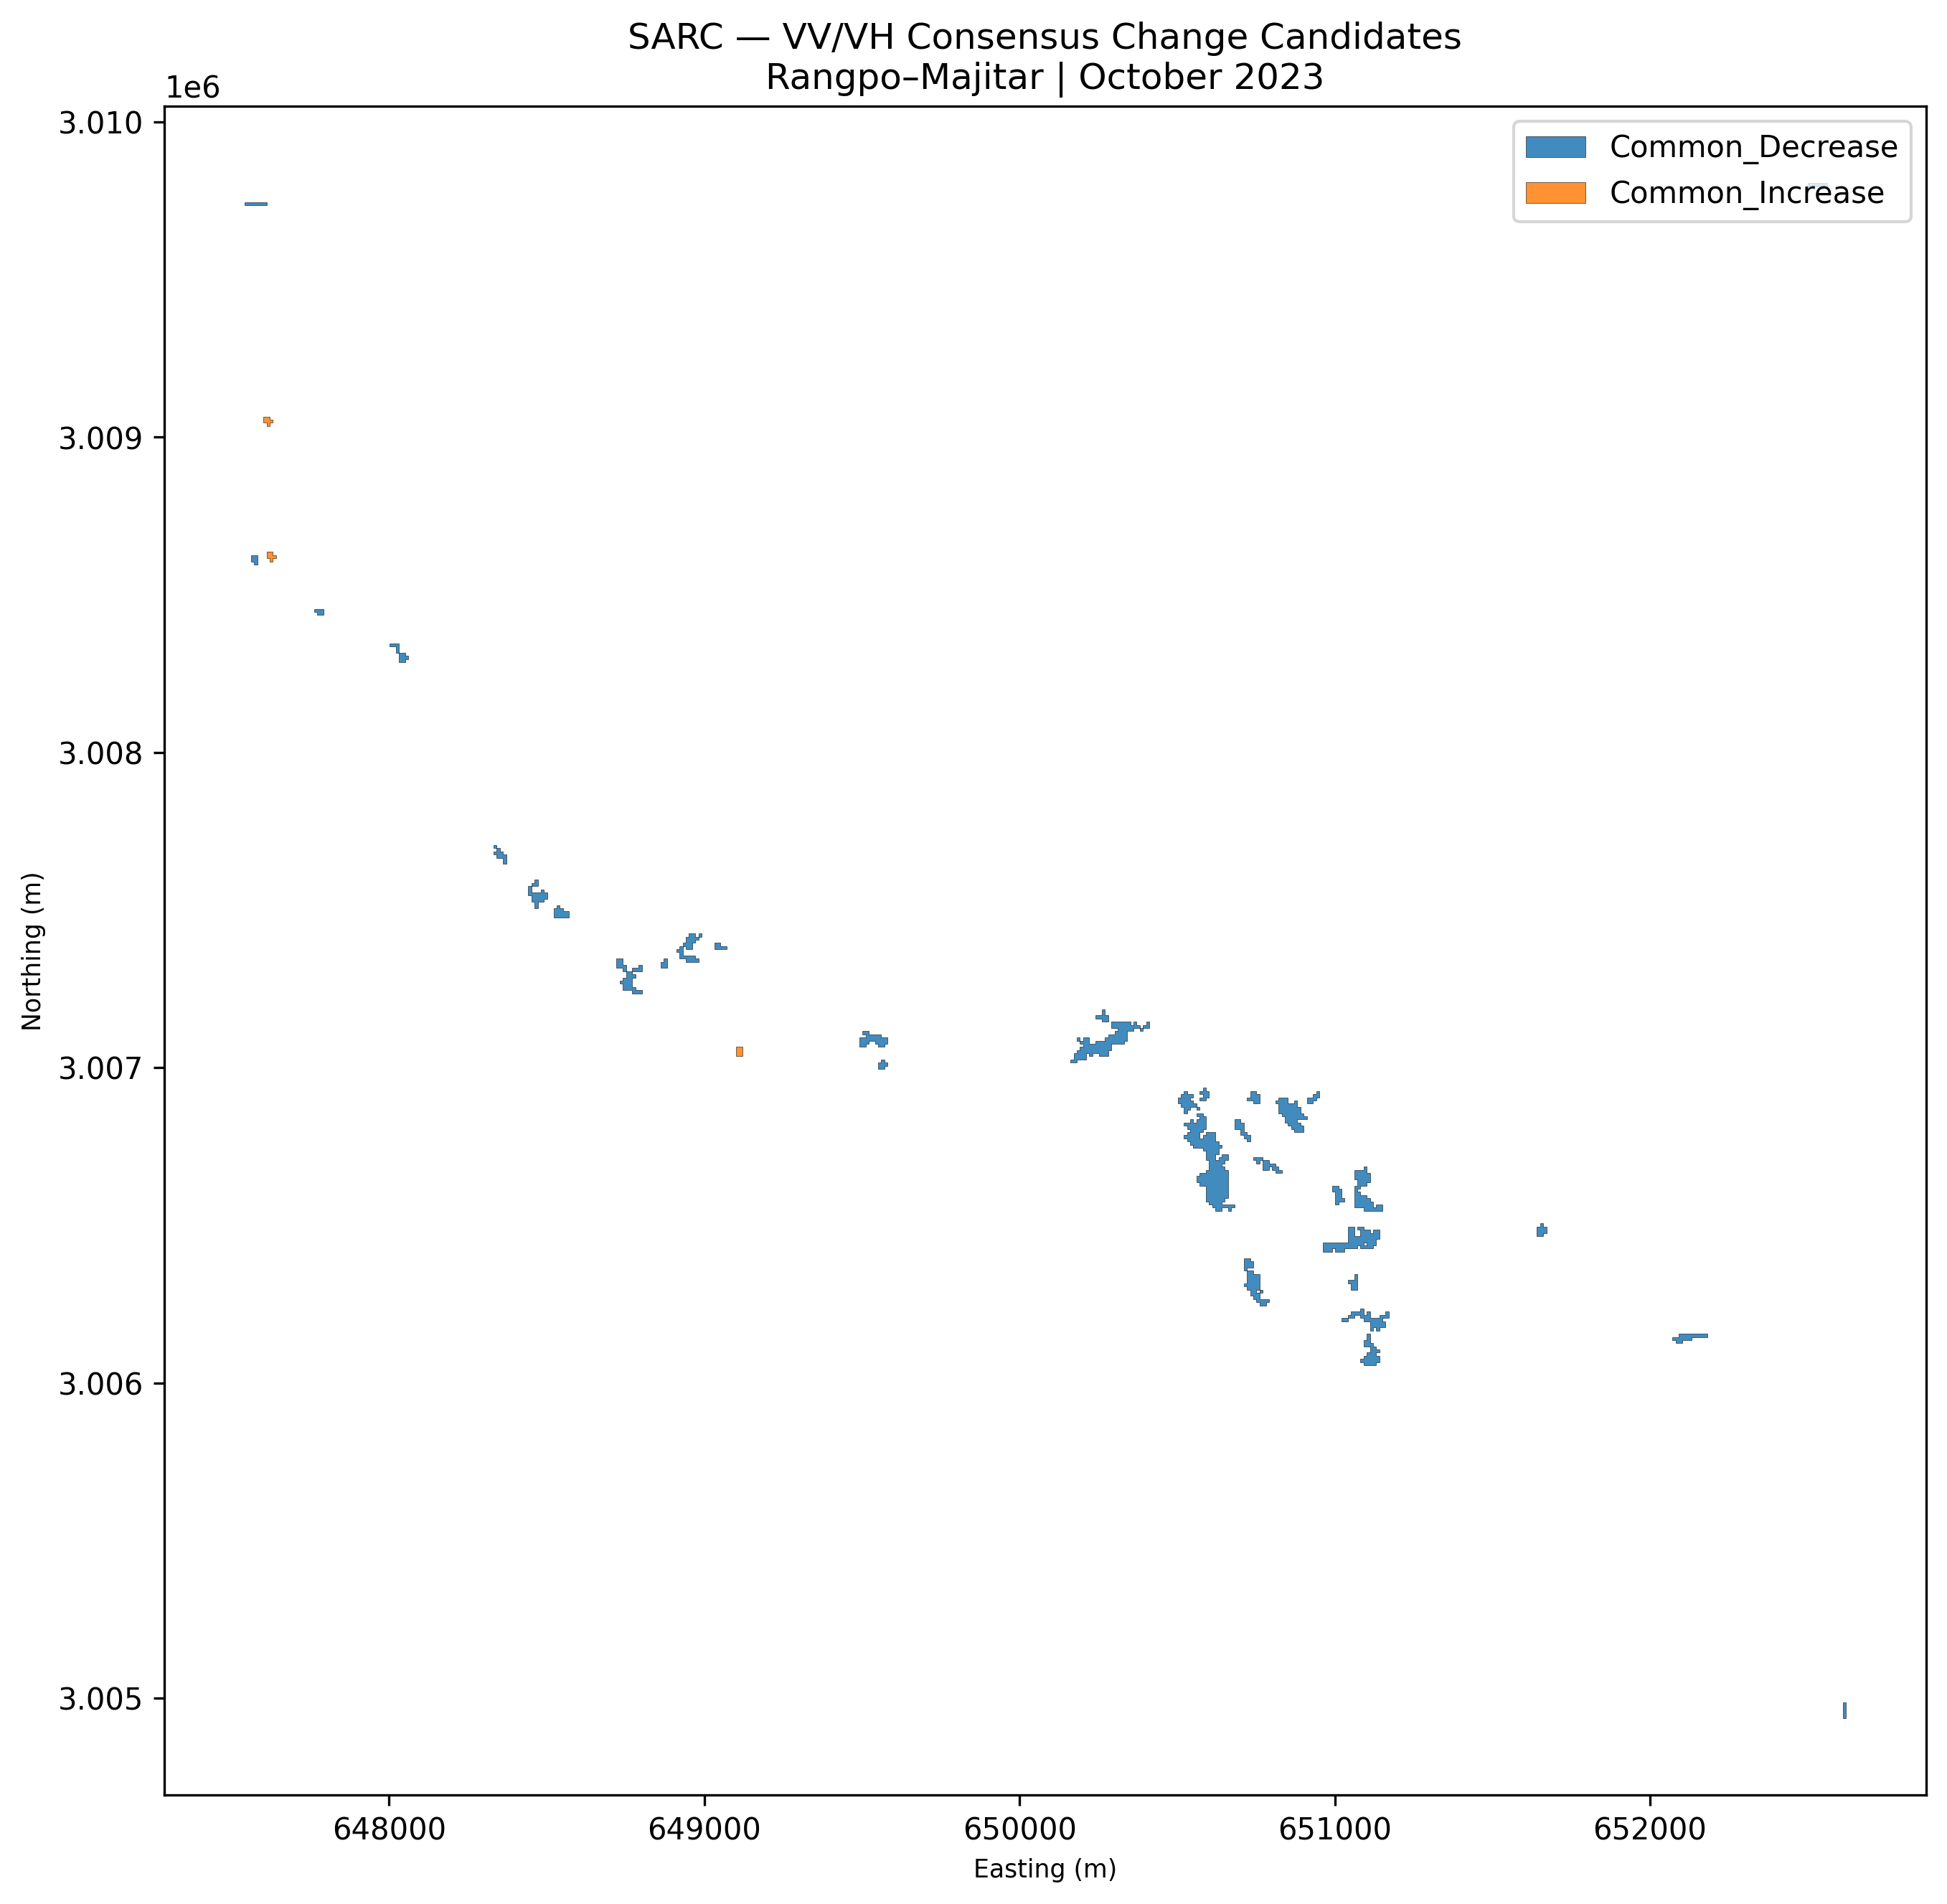 SARC — VV/VH Consensus Change Candidates
Rangpo–Majitar | October 2023
1e6
3.010
3.009
3.008
3.007
3.006
3.005
Northing (m)
Common_Decrease
Common_Increase
648000
649000
650000
651000
652000
Easting (m)